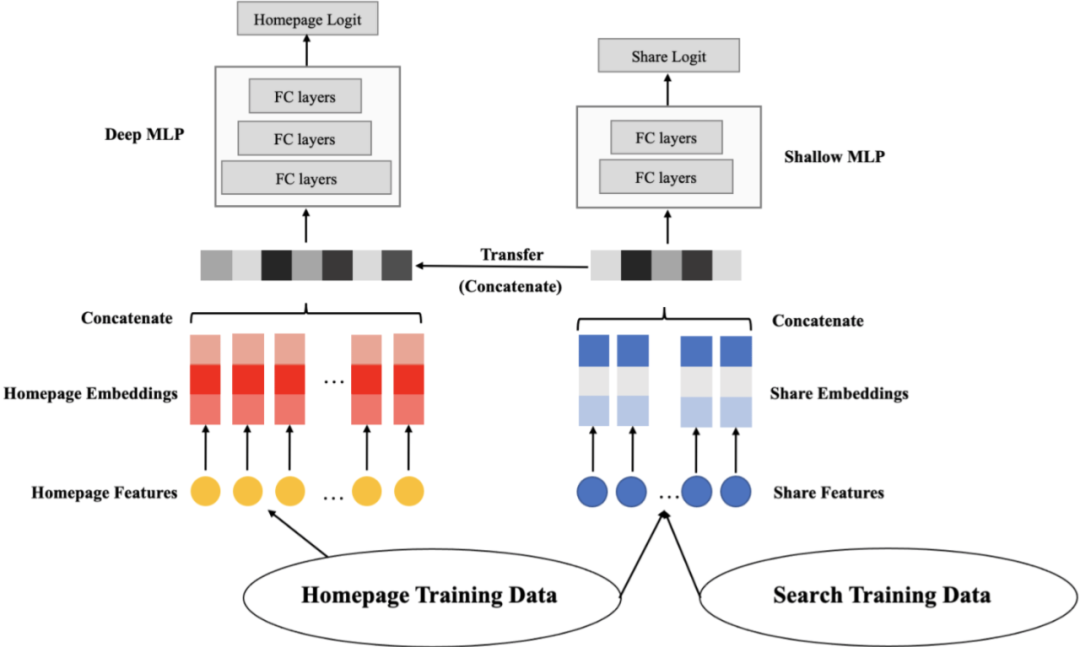 Homepage Logit
FC layers
FC layers
FC layers
Deep MLP
Share Logit
FC layers
FC layers
Shallow MLP
Transfer
(Concatenate)
Concatenate
Concatenate
Homepage Embeddings
...
Share Embeddings
Homepage Features
...
...
Share Features
Homepage Training Data
Search Training Data